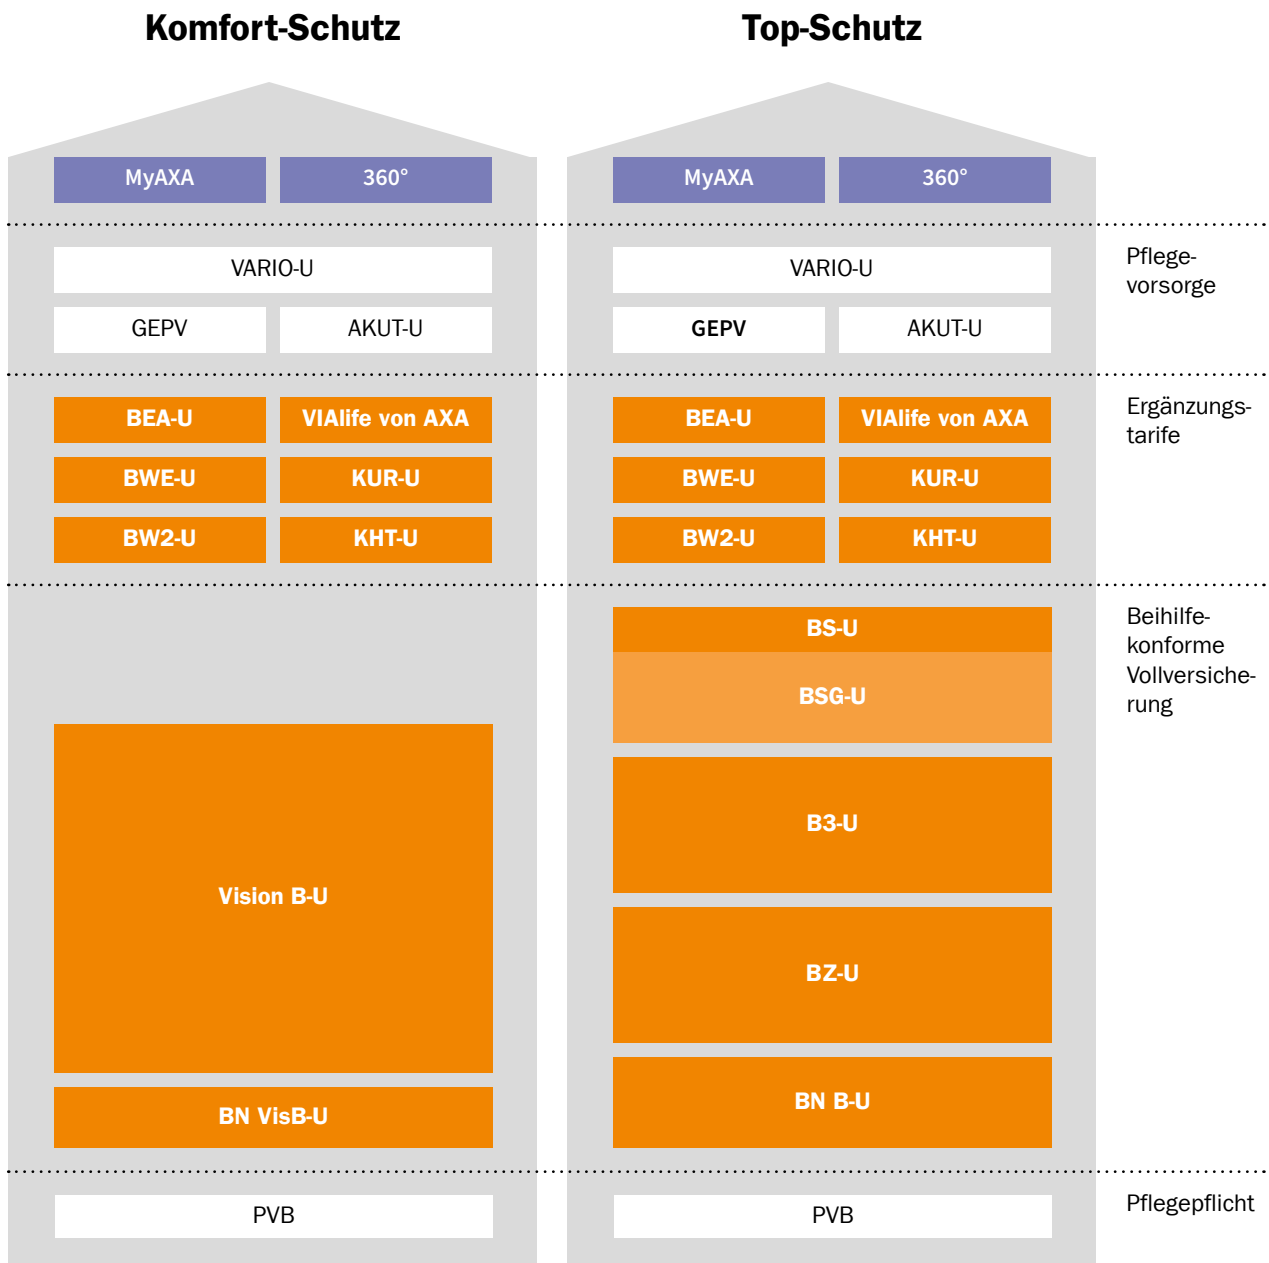 Komfort-Schutz
Top-Schutz
MyAXA
360°
MyAXA
360°
VARIO-U
VARIO-U
Pflege-
vorsorge
GEPV
AKUT-U
GEPV
AKUT-U
BEA-U
VIAlife von AXA
BEA-U
VIAlife von AXA
Ergänzungs-
tarife
BWE-U
KUR-U
BWE-U
KUR-U
BW2-U
KHT-U
BW2-U
KHT-U
Vision B-U
BN VisB-U
BS-U
BSG-U
B3-U
BZ-U
BN B-U
Beihilfe-
konforme
Vollversiche-
rung
PVB
PVB
Pflegepflicht